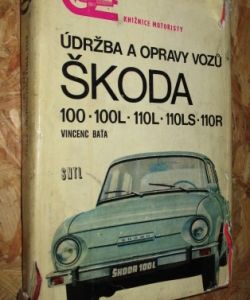 KNIŽNICE MOTORISTY
ÚDRŽBA A OPRAVY VOZŮ
ŠKODA
100 · 100L · 110L · 110LS · 110R
VINCENC BAŤA
SNTL
ŠKODA 100L